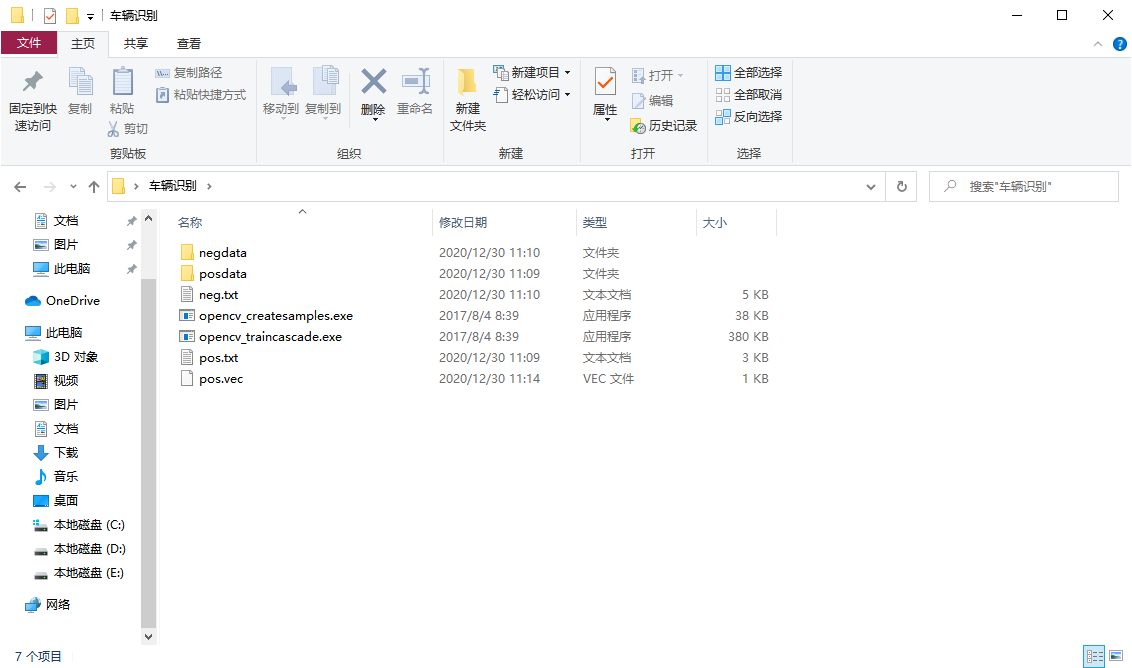 车辆识别
文件 主页 共享 查看
固定到快速访问 复制 粘贴 复制路径 粘贴快捷方式 剪切
移动到 复制到 删除 重命名
新建文件夹 新建项目 轻松访问
属性 打开 编辑 历史记录
全部选择 全部取消 反向选择
剪贴板 组织 新建 打开 选择
车辆识别 搜索"车辆识别"
文档
图片
此电脑
OneDrive
此电脑
3D 对象
视频
图片
文档
下载
音乐
桌面
本地磁盘 (C:)
本地磁盘 (D:)
本地磁盘 (E:)
网络
名称 修改日期 类型 大小
negdata 2020/12/30 11:10 文件夹
posdata 2020/12/30 11:09 文件夹
neg.txt 2020/12/30 11:10 文本文档 5 KB
opencv_createsamples.exe 2017/8/4 8:39 应用程序 38 KB
opencv_traincascade.exe 2017/8/4 8:39 应用程序 380 KB
pos.txt 2020/12/30 11:09 文本文档 3 KB
pos.vec 2020/12/30 11:14 VEC 文件 1 KB
7 个项目